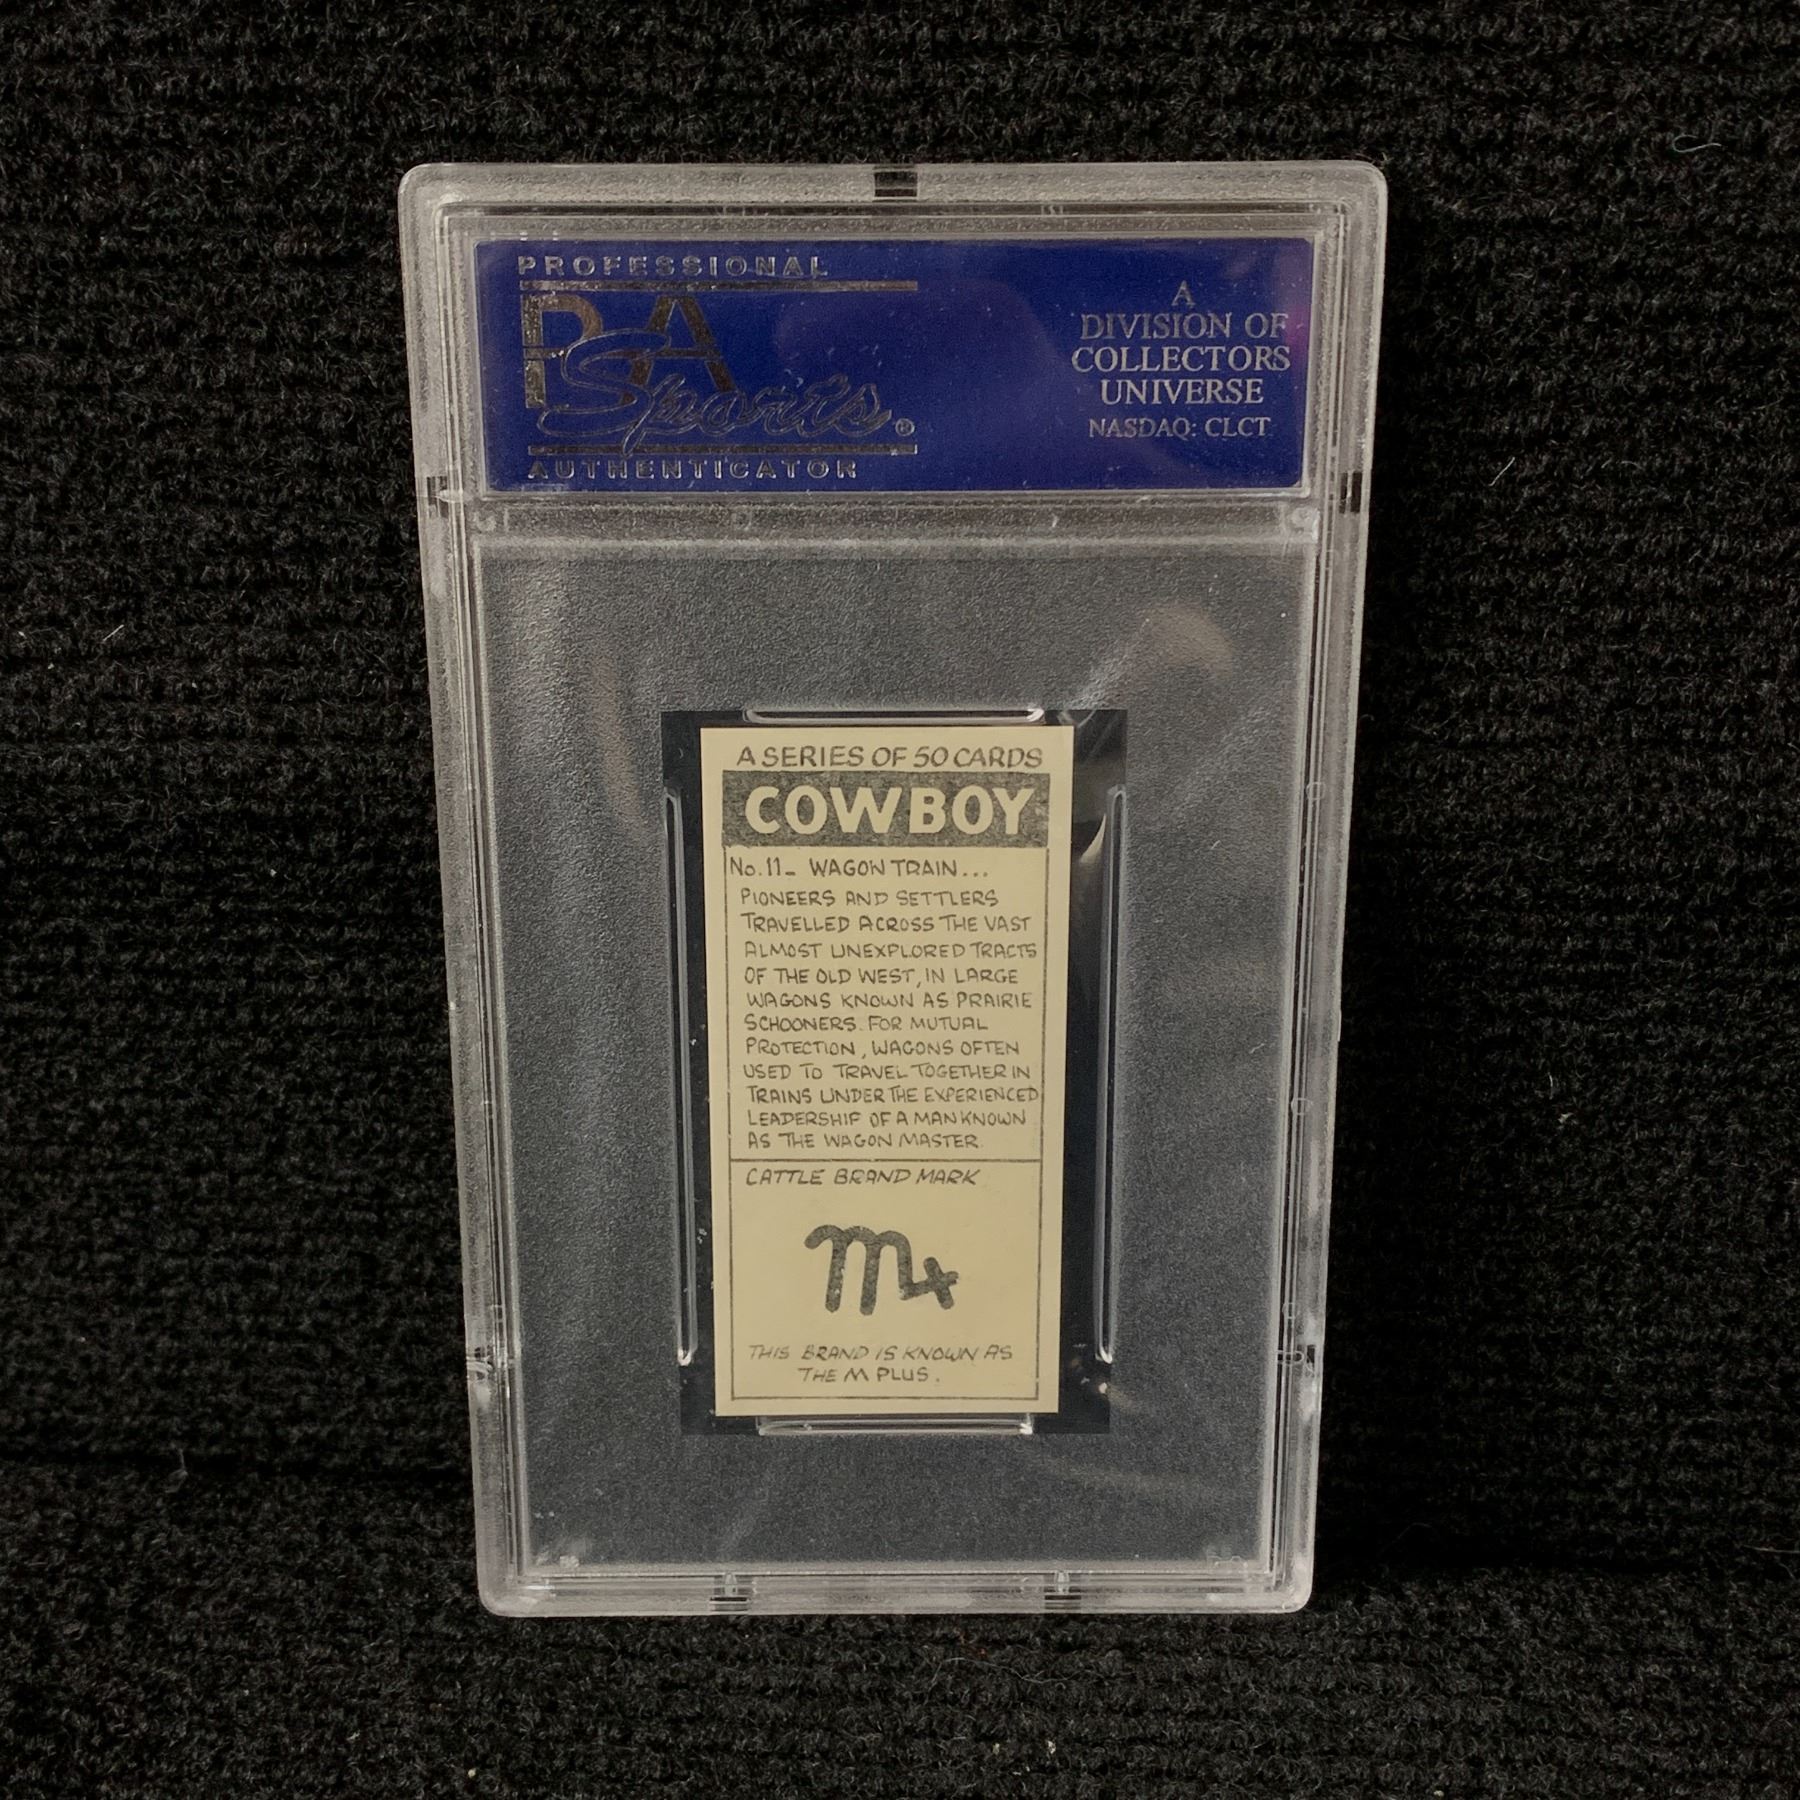 PROFESSIONAL
PSA
Sports®
AUTHENTICATOR
A
DIVISION OF
COLLECTORS
UNIVERSE
NASDAQ: CLCT
A SERIES OF 50 CARDS
COWBOY
No. 11- WAGON TRAIN...
PIONEERS AND SETTLERS
TRAVELLED ACROSS THE VAST
ALMOST UNEXPLORED TRACTS
OF THE OLD WEST, IN LARGE
WAGONS KNOWN AS PRAIRIE
SCHOONERS. FOR MUTUAL
PROTECTION, WAGONS OFTEN
USED TO TRAVEL TOGETHER IN
TRAINS UNDER THE EXPERIENCED
LEADERSHIP OF A MAN KNOWN
AS THE WAGON MASTER.
CATTLE BRAND MARK
M+
THIS BRAND IS KNOWN AS
THE M PLUS.